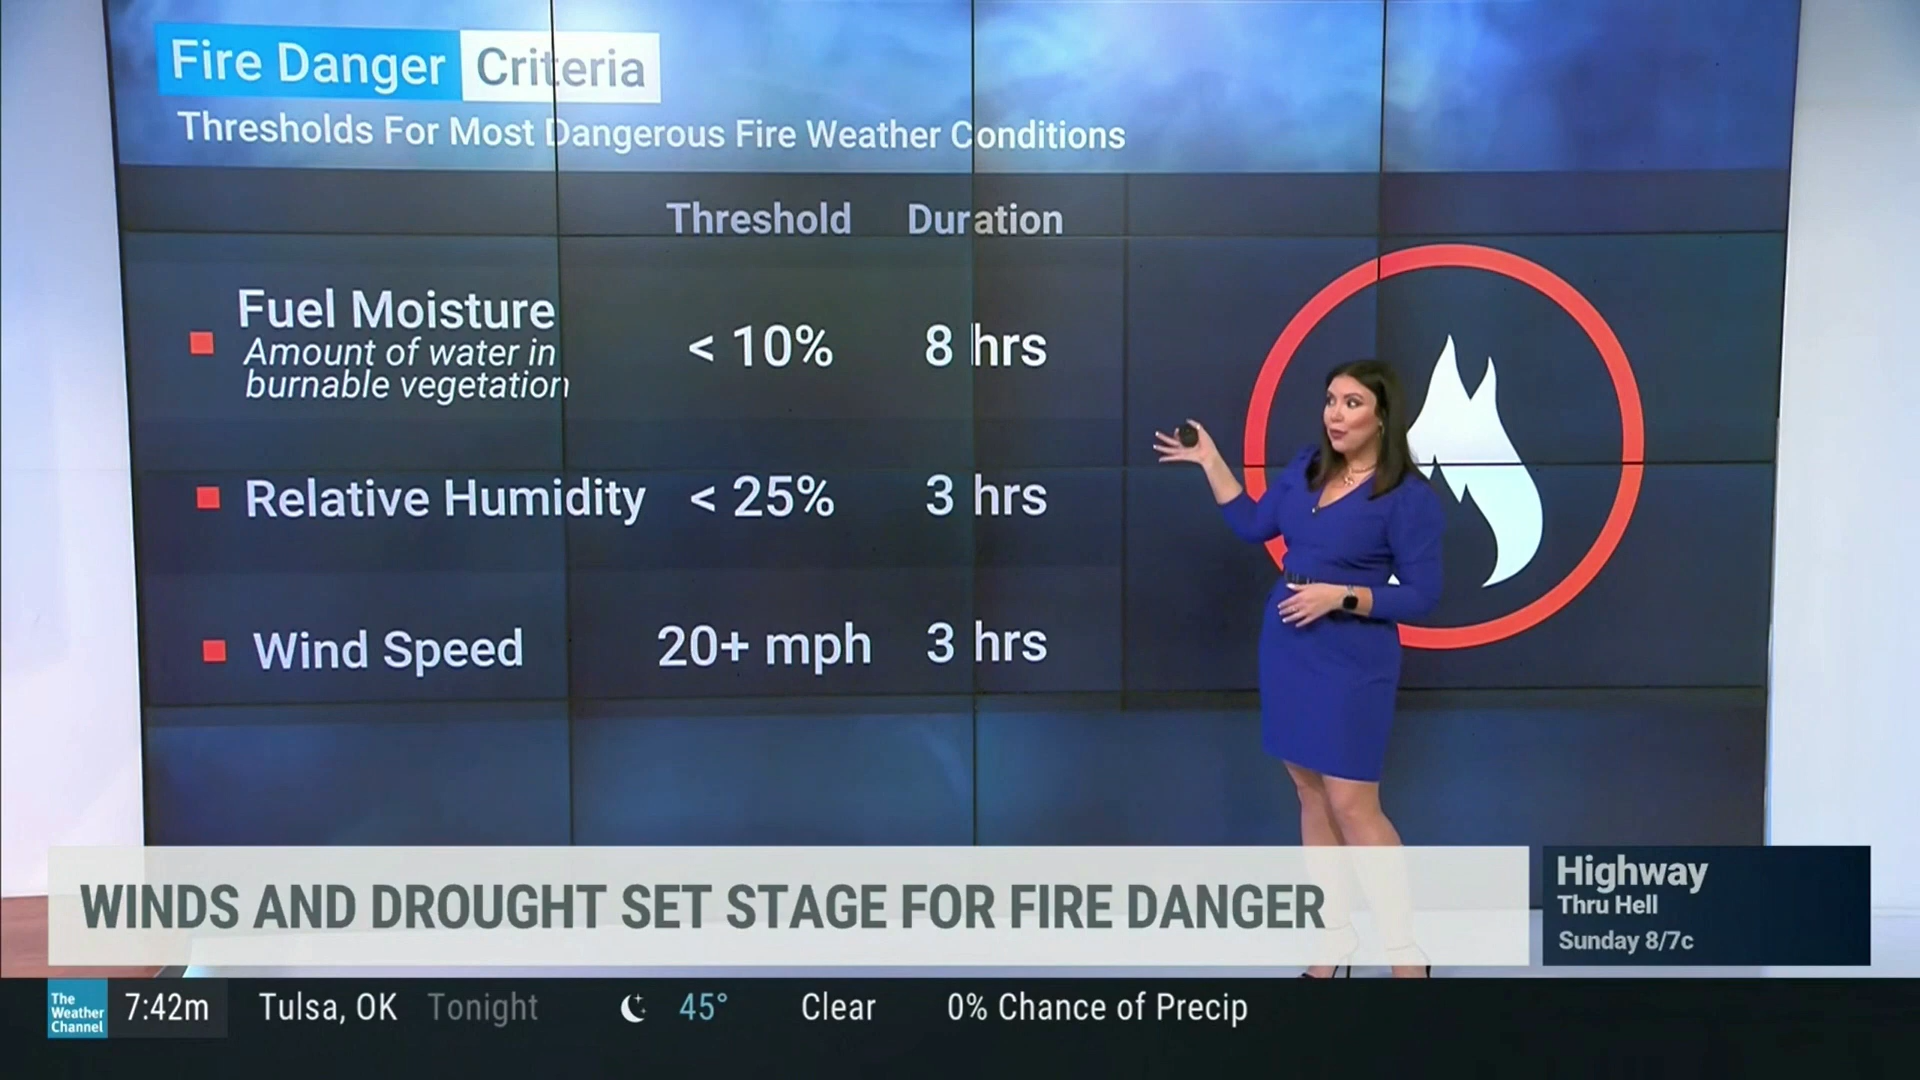 Fire Danger Criteria
Thresholds For Most Dangerous Fire Weather Conditions
Threshold Duration
Fuel Moisture
Amount of water in
burnable vegetation
< 10% 8 hrs
Relative Humidity < 25% 3 hrs
Wind Speed 20+ mph 3 hrs
WINDS AND DROUGHT SET STAGE FOR FIRE DANGER
Highway
Thru Hell
Sunday 8/7c
The
Weather
Channel
7:42m Tulsa, OK Tonight 45° Clear 0% Chance of Precip